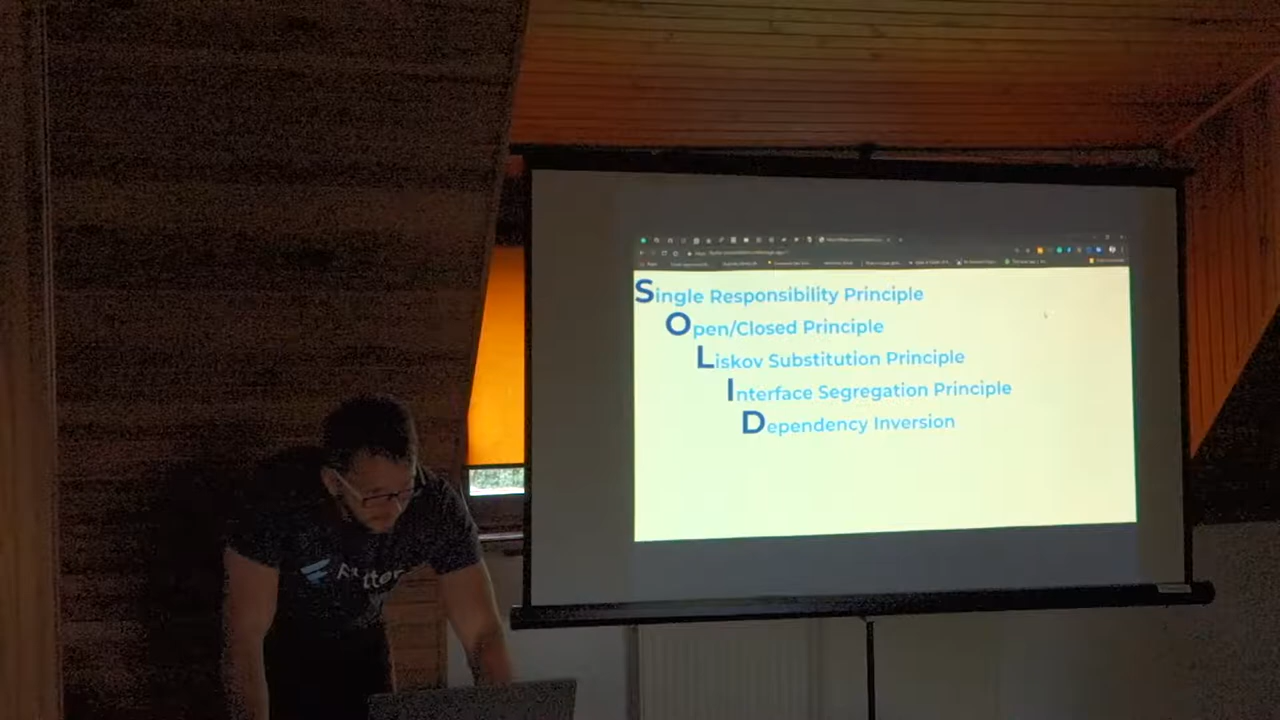 Single Responsibility Principle
Open/Closed Principle
Liskov Substitution Principle
Interface Segregation Principle
Dependency Inversion